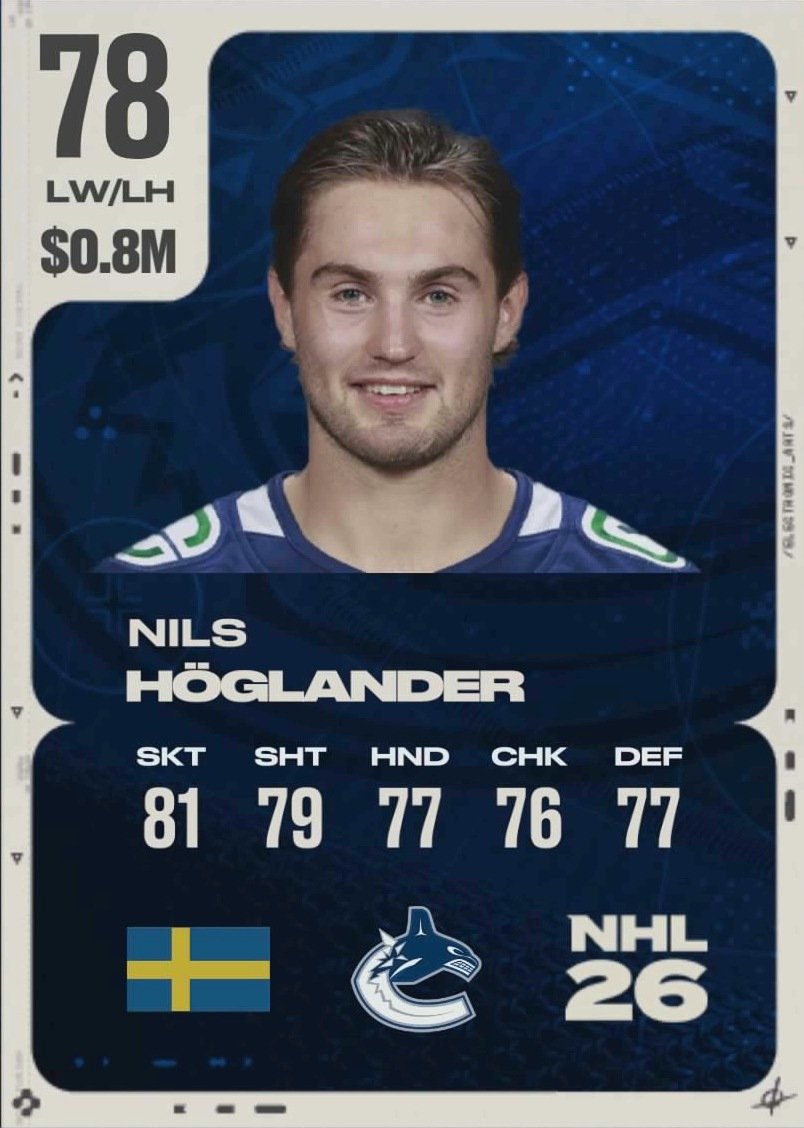 78
LW/LH
$0.8M
NILS
HÖGLANDER
SKT SHT HND CHK DEF
81 79 77 76 77
NHL
26
/ELECTRONIC_ARTS/